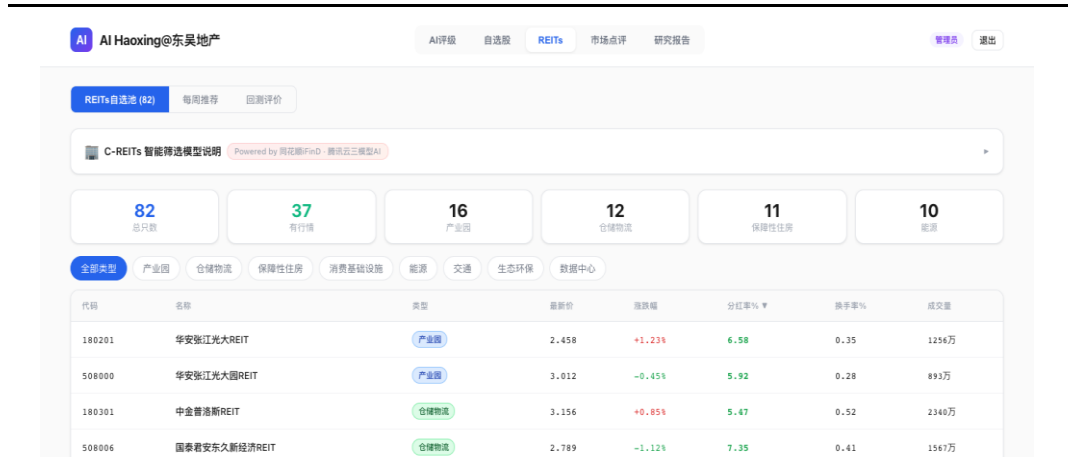 AI AI Haoxing@东吴地产 AI评级 自选股 REITs 市场点评 研究报告 管理员 退出
REITs自选池 (82) 每周推荐 回测评价
C-REITs 智能筛选模型说明 Powered by 同花顺iFinD · 腾讯云三模型AI ▸
82 37 16 12 11 10
总只数 有行情 产业园 仓储物流 保障性住房 能源
全部类型 产业园 仓储物流 保障性住房 消费基础设施 能源 交通 生态环保 数据中心
代码 名称 类型 最新价 涨跌幅 分红率% ▼ 换手率% 成交量
180201 华安张江光大REIT 产业园 2.458 +1.23% 6.58 0.35 1256万
508000 华安张江光大园REIT 产业园 3.012 -0.45% 5.92 0.28 893万
180301 中金普洛斯REIT 仓储物流 3.156 +0.85% 5.47 0.52 2340万
508006 国泰君安东久新经济REIT 仓储物流 2.789 -1.12% 7.35 0.41 1567万